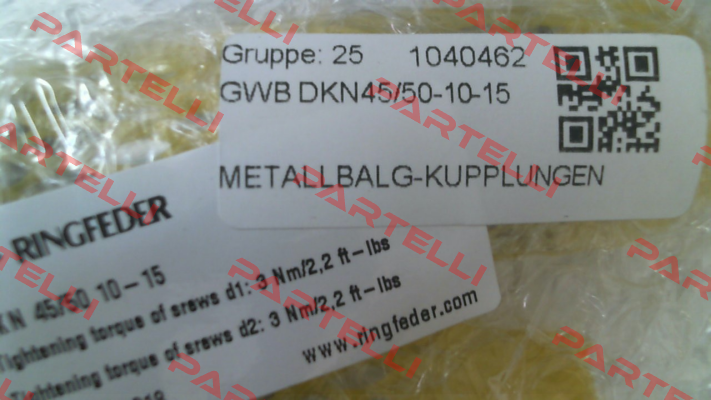 Gruppe: 25 1040462
GWB DKN45/50-10-15
METALLBALG-KUPPLUNGEN
RINGFEDER
KN 45/50 10-15
Tightening torque of srews d1: 3 Nm/2,2 ft-lbs
Tightening torque of srews d2: 3 Nm/2,2 ft-lbs
www.ringfeder.com
PARTELLI
PARTELLI
PARTELLI
PARTELLI
PARTELLI
PARTELLI